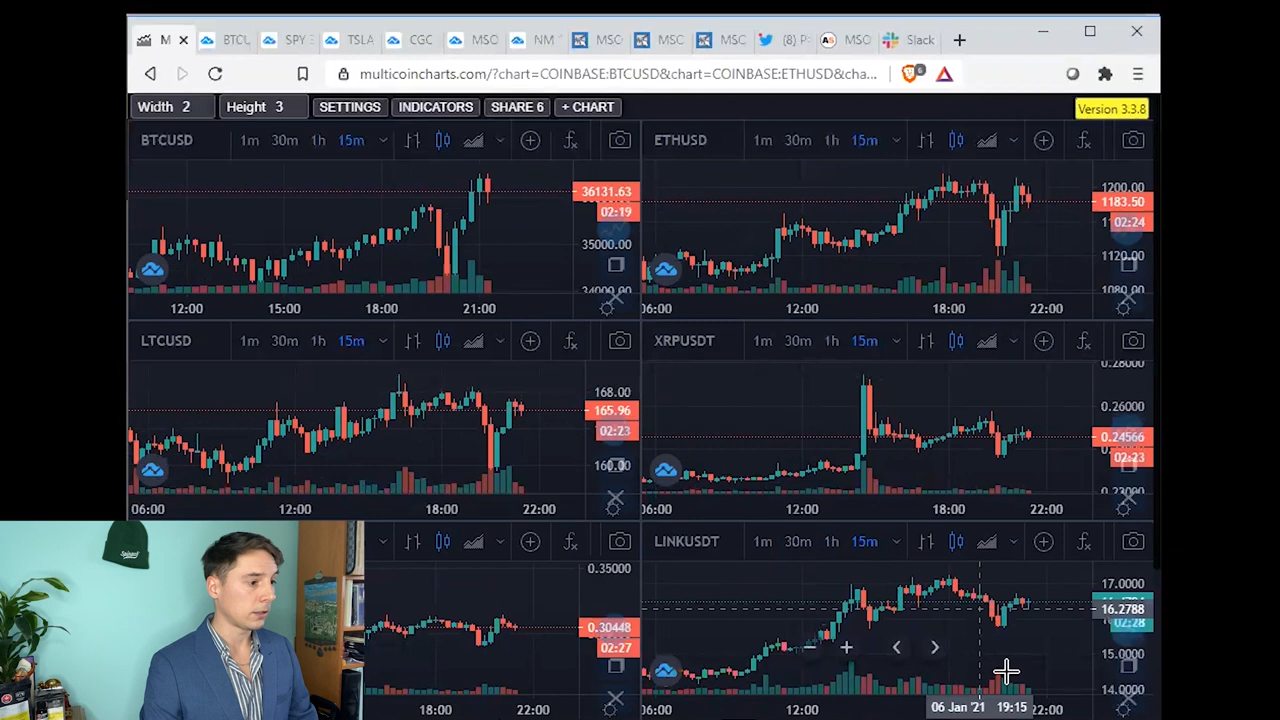 M
BTCU
SPY
TSLA
CGC
MSO
NM
MSC
MSC
MSC
(8) P
MSO
Slack
multicoincharts.com/?chart=COINBASE:BTCUSD&chart=COINBASE:ETHUSD&cha...
6
Width 2
Height 3
SETTINGS
INDICATORS
SHARE 6
+ CHART
Version 3.3.8
BTCUSD
1m 30m 1h 15m
36131.63
02:19
35000.00
34000.00
12:00 15:00 18:00 21:00
ETHUSD
1m 30m 1h 15m
1200.00
1183.50
02:24
1120.00
1080.00
06:00 12:00 18:00 22:00
LTCUSD
1m 30m 1h 15m
168.00
165.96
02:23
160.00
06:00 12:00 18:00 22:00
XRPUSDT
1m 30m 1h 15m
0.28000
0.26000
0.24566
02:23
0.22000
06:00 12:00 18:00 22:00
0.35000
0.30448
02:27
18:00 22:00
LINKUSDT
1m 30m 1h 15m
17.0000
16.2788
02:28
15.0000
14.0000
12:00 06 Jan '21 19:15 22:00